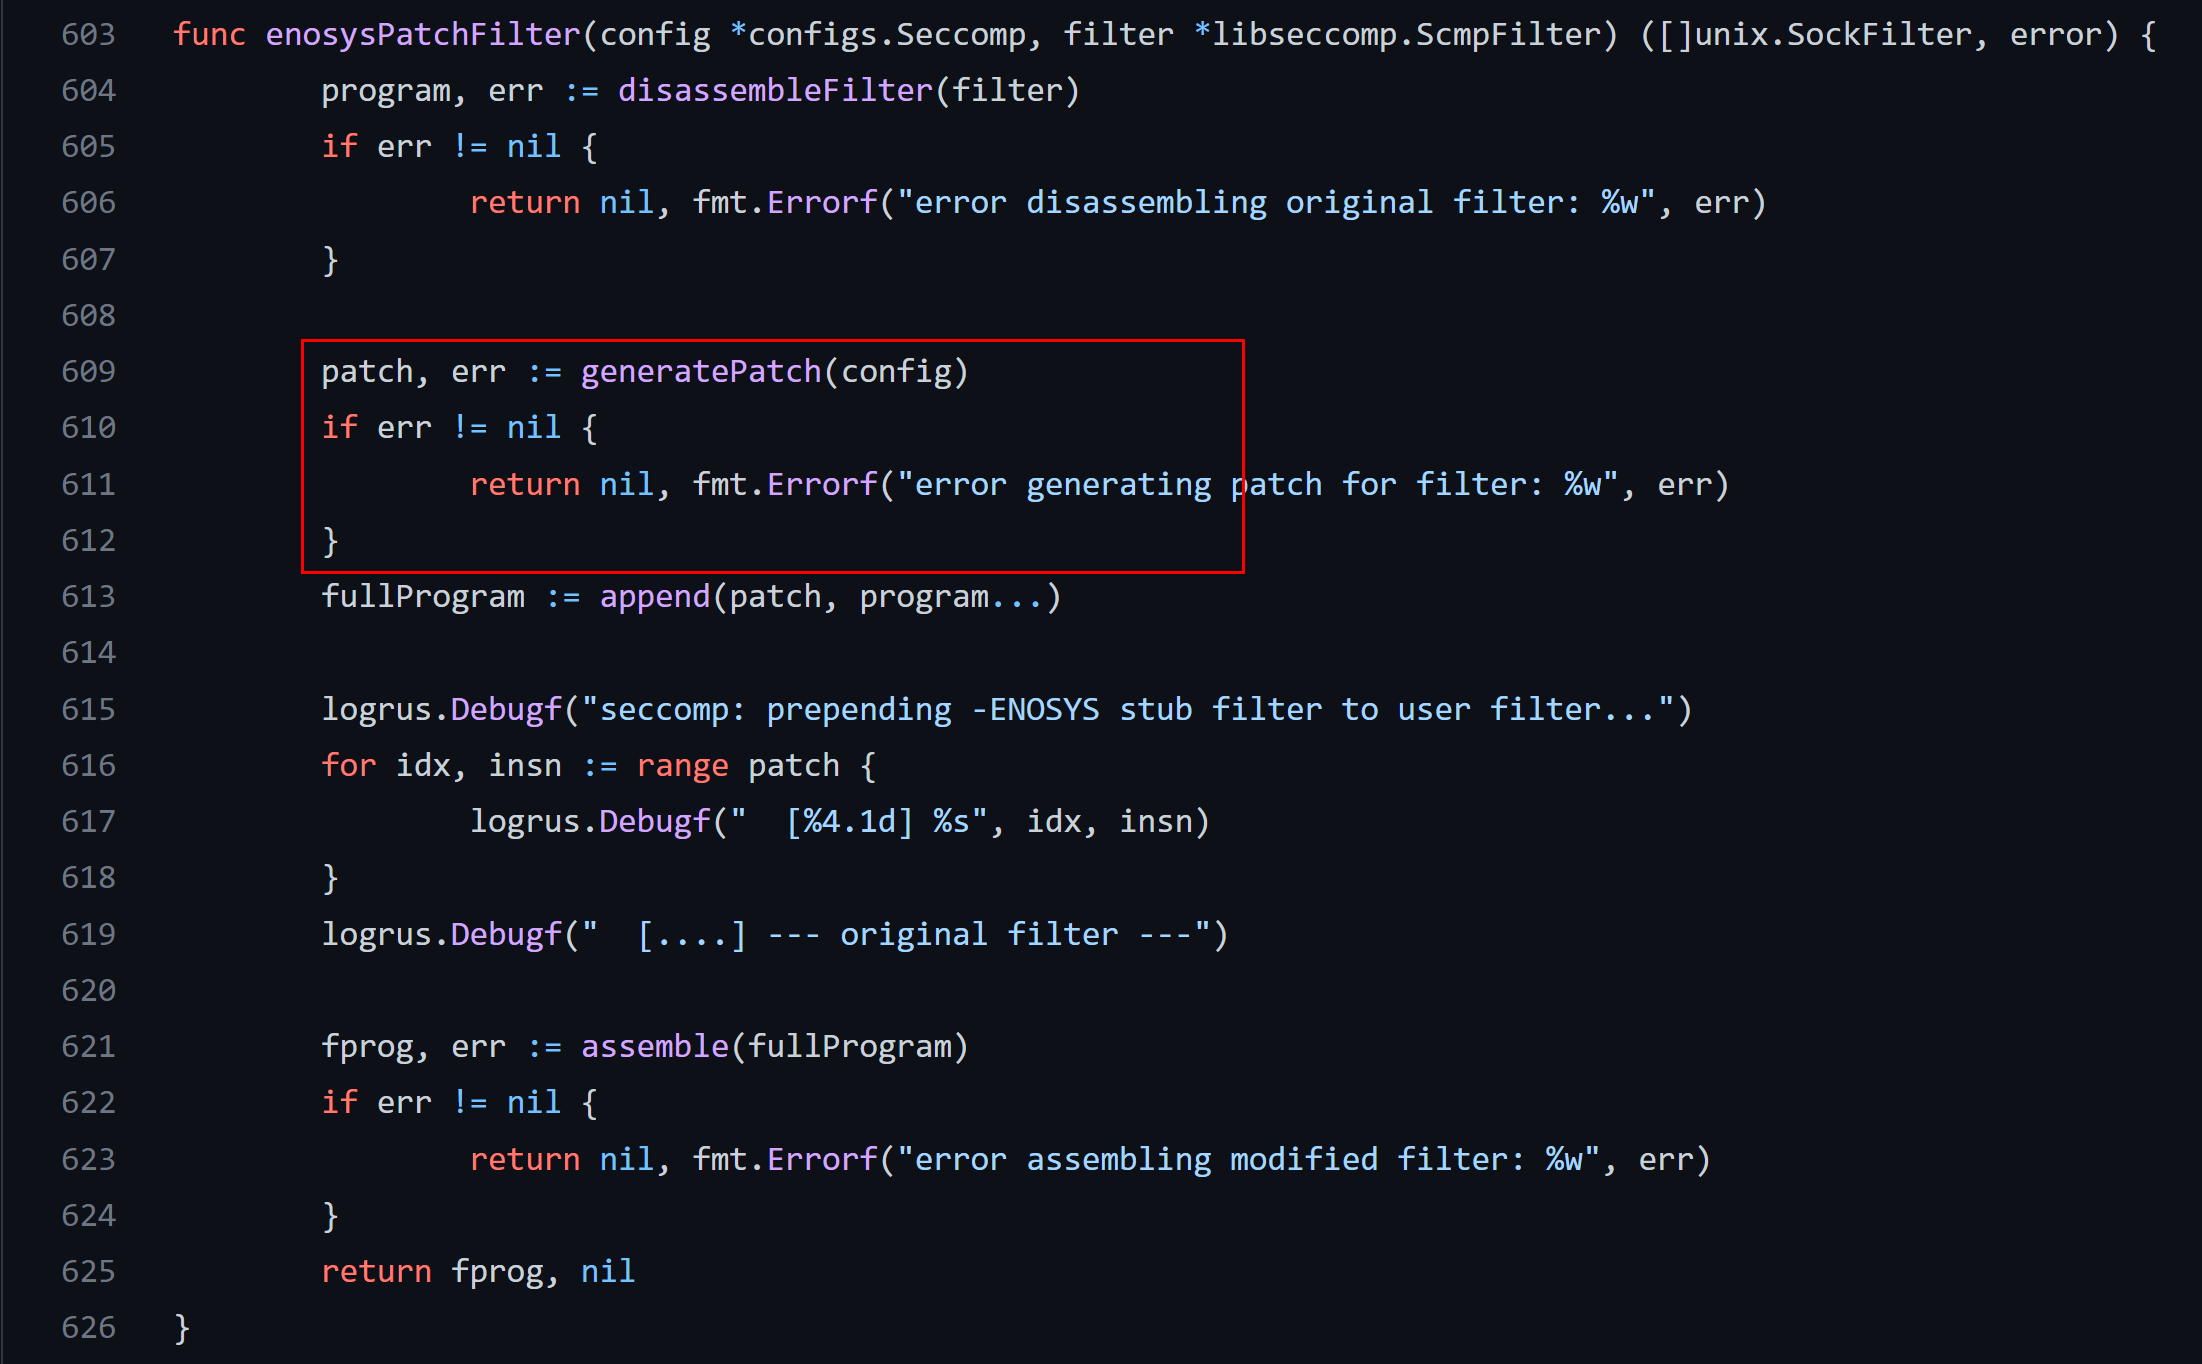 603 func enosysPatchFilter(config *configs.Seccomp, filter *libseccomp.ScmpFilter) ([]unix.SockFilter, error) {
604 program, err := disassembleFilter(filter)
605 if err != nil {
606 return nil, fmt.Errorf("error disassembling original filter: %w", err)
607 }
608
609 patch, err := generatePatch(config)
610 if err != nil {
611 return nil, fmt.Errorf("error generating patch for filter: %w", err)
612 }
613 fullProgram := append(patch, program...)
614
615 logrus.Debugf("seccomp: prepending -ENOSYS stub filter to user filter...")
616 for idx, insn := range patch {
617 logrus.Debugf("  [%4.1d] %s", idx, insn)
618 }
619 logrus.Debugf("  [....] --- original filter ---")
620
621 fprog, err := assemble(fullProgram)
622 if err != nil {
623 return nil, fmt.Errorf("error assembling modified filter: %w", err)
624 }
625 return fprog, nil
626 }